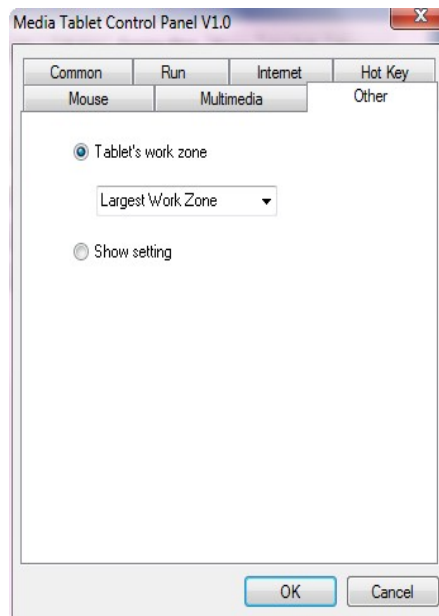 Media Tablet Control Panel V1.0
Common Run Internet Hot Key
Mouse Multimedia Other
Tablet's work zone
Largest Work Zone
Show setting
OK Cancel